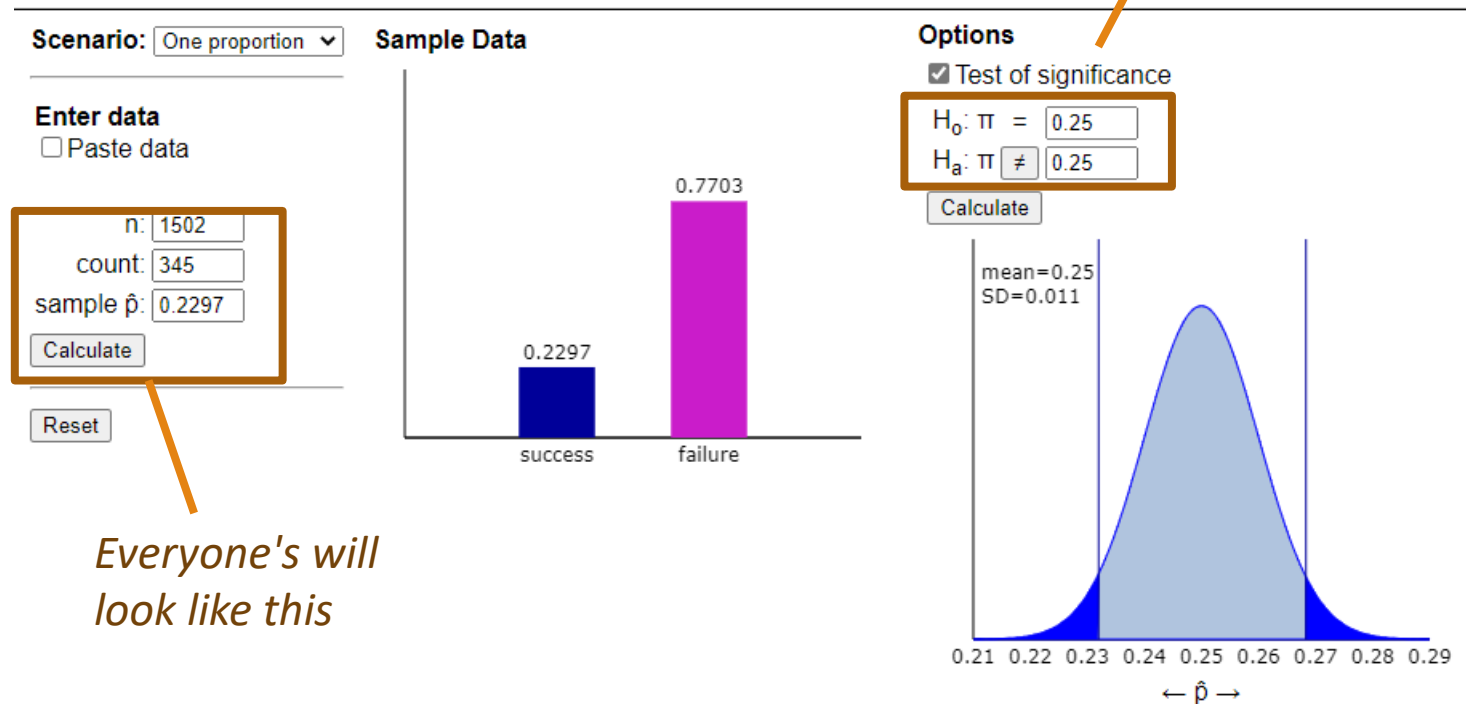 Scenario: One proportion
Enter data
Paste data
n: 1502
count: 345
sample p̂: 0.2297
Calculate
Reset
Everyone's will
look like this
Sample Data
0.2297
0.7703
success failure
Options
Test of significance
Ho: π = 0.25
Ha: π ≠ 0.25
Calculate
mean=0.25
SD=0.011
0.21 0.22 0.23 0.24 0.25 0.26 0.27 0.28 0.29
← p̂ →